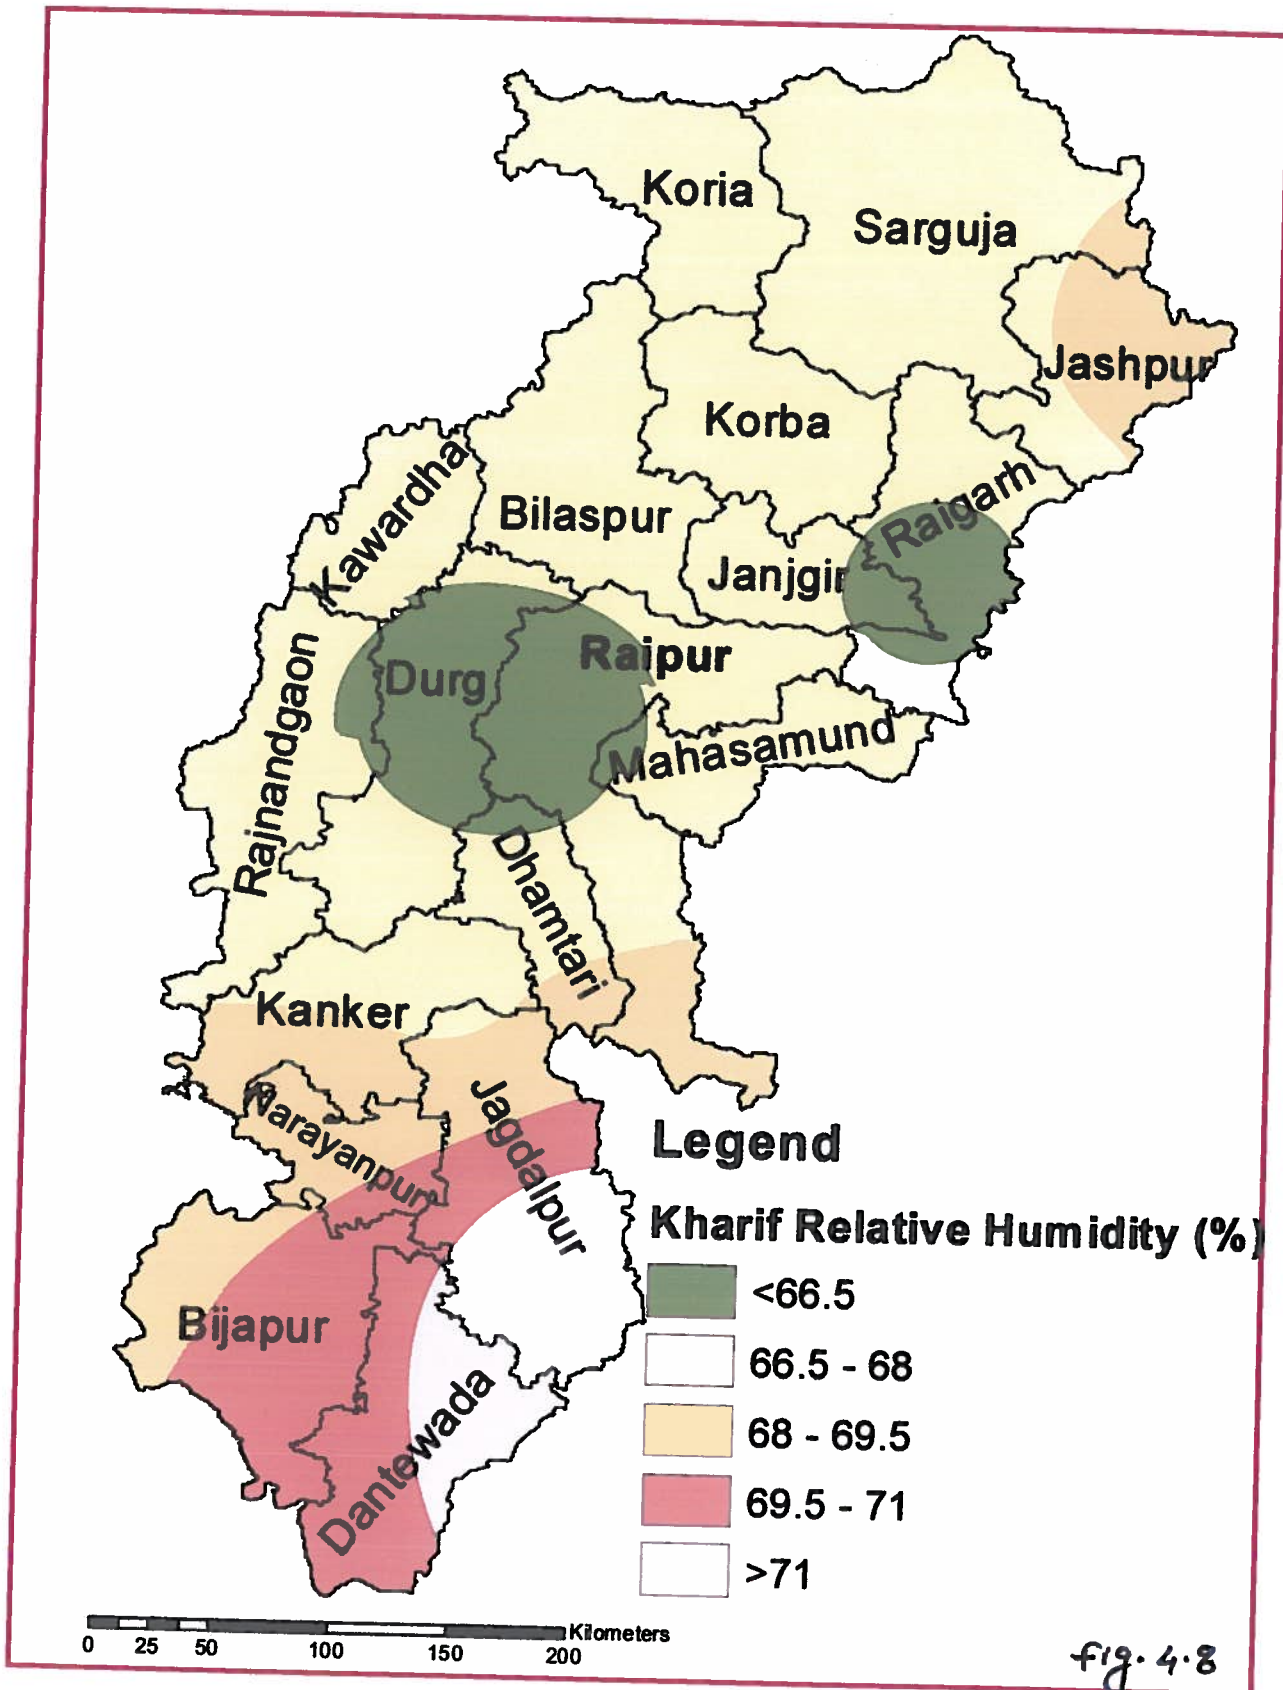 Koria
Sarguja
Jashpur
Korba
Kawardha
Bilaspur
Raigarh
Janjgir
Raipur
Durg
Rajnandgaon
Mahasamund
Dhamtari
Kanker
Jagdalpur
Narayanpur
Bijapur
Dantewada
Legend
Kharif Relative Humidity (%)
<66.5
66.5 - 68
68 - 69.5
69.5 - 71
>71
Kilometers
0 25 50 100 150 200
fig. 4.8